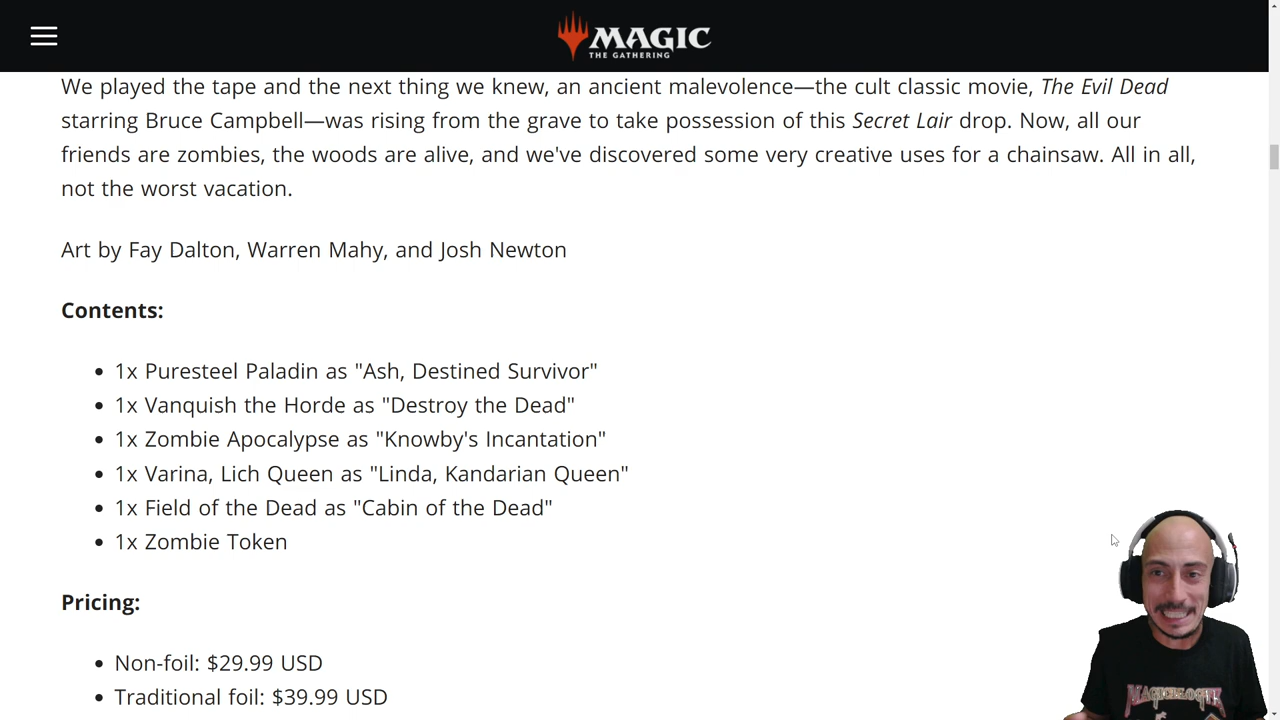 MAGIC
THE GATHERING
We played the tape and the next thing we knew, an ancient malevolence—the cult classic movie, The Evil Dead
starring Bruce Campbell—was rising from the grave to take possession of this Secret Lair drop. Now, all our
friends are zombies, the woods are alive, and we've discovered some very creative uses for a chainsaw. All in all,
not the worst vacation.
Art by Fay Dalton, Warren Mahy, and Josh Newton
Contents:
• 1x Puresteel Paladin as "Ash, Destined Survivor"
• 1x Vanquish the Horde as "Destroy the Dead"
• 1x Zombie Apocalypse as "Knowby's Incantation"
• 1x Varina, Lich Queen as "Linda, Kandarian Queen"
• 1x Field of the Dead as "Cabin of the Dead"
• 1x Zombie Token
Pricing:
• Non-foil: $29.99 USD
• Traditional foil: $39.99 USD